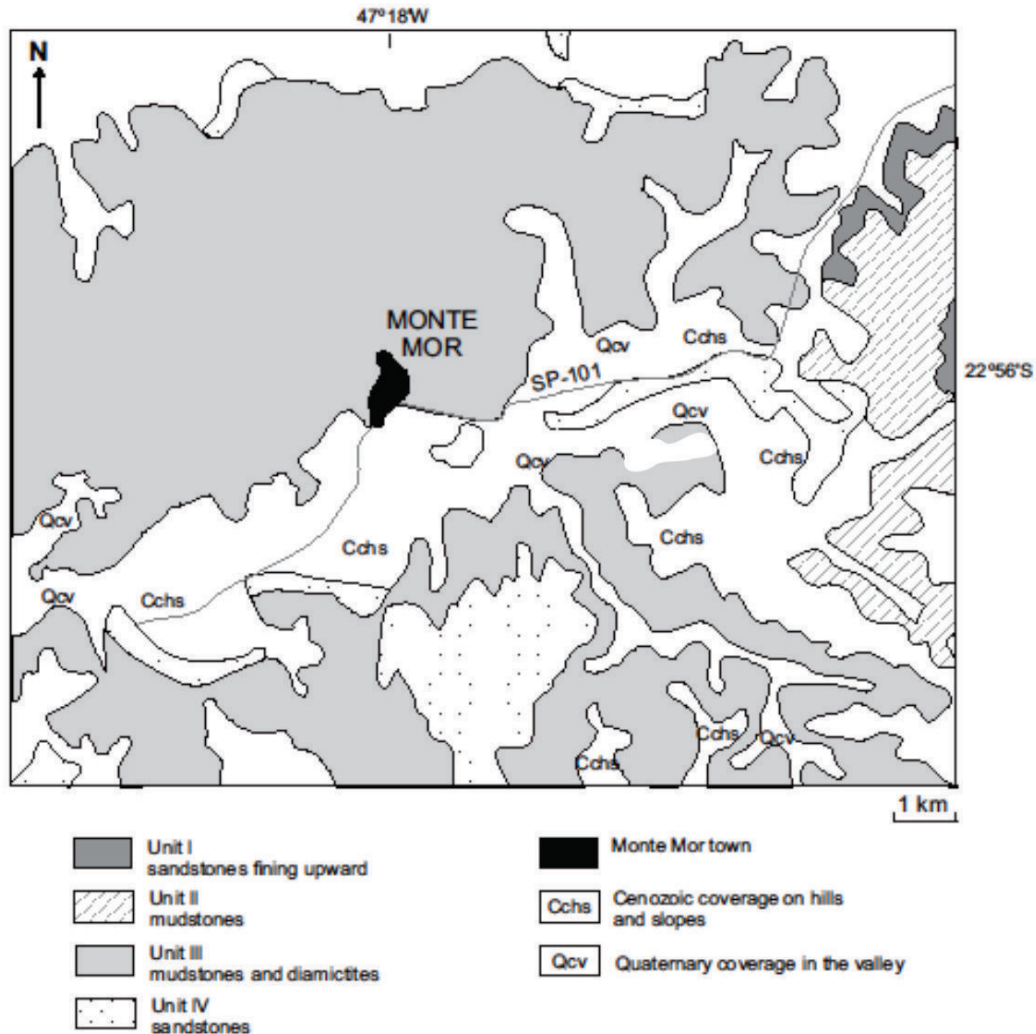 47º18'W
N
MONTE
MOR
Qcv
Cchs
SP-101
22º56'S
Qcv
Qcv
Cchs
Qcv
Cchs
Cchs
Qcv
Cchs
Cchs
Qcv
Cchs
1 km
Unit I
sandstones fining upward
Unit II
mudstones
Unit III
mudstones and diamictites
Unit IV
sandstones
Monte Mor town
Cchs
Cenozoic coverage on hills
and slopes
Qcv
Quaternary coverage in the valley